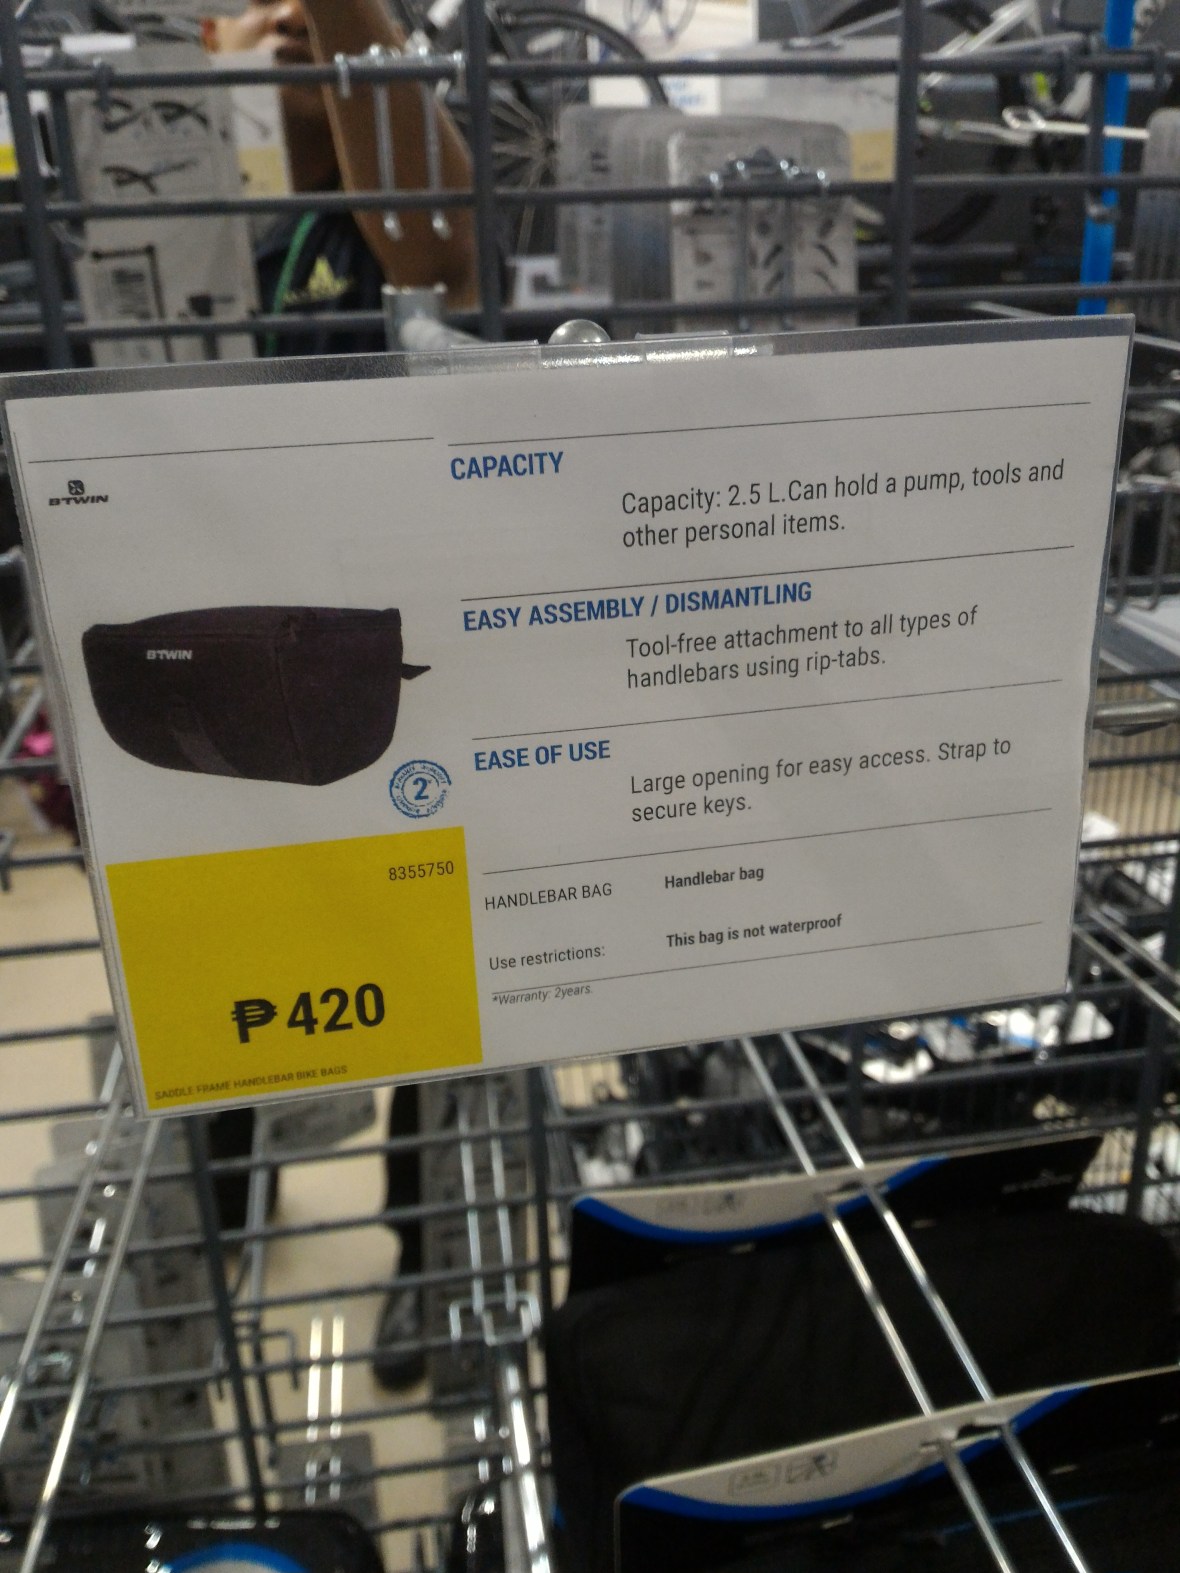 BTWIN
CAPACITY
Capacity: 2.5 L.Can hold a pump, tools and
other personal items.
EASY ASSEMBLY / DISMANTLING
Tool-free attachment to all types of
handlebars using rip-tabs.
BTWIN
EASE OF USE
Large opening for easy access. Strap to
secure keys.
2
8355750
₱420
SADDLE FRAME HANDLEBAR BIKE BAGS
HANDLEBAR BAG Handlebar bag
Use restrictions: This bag is not waterproof
*Warranty: 2years.